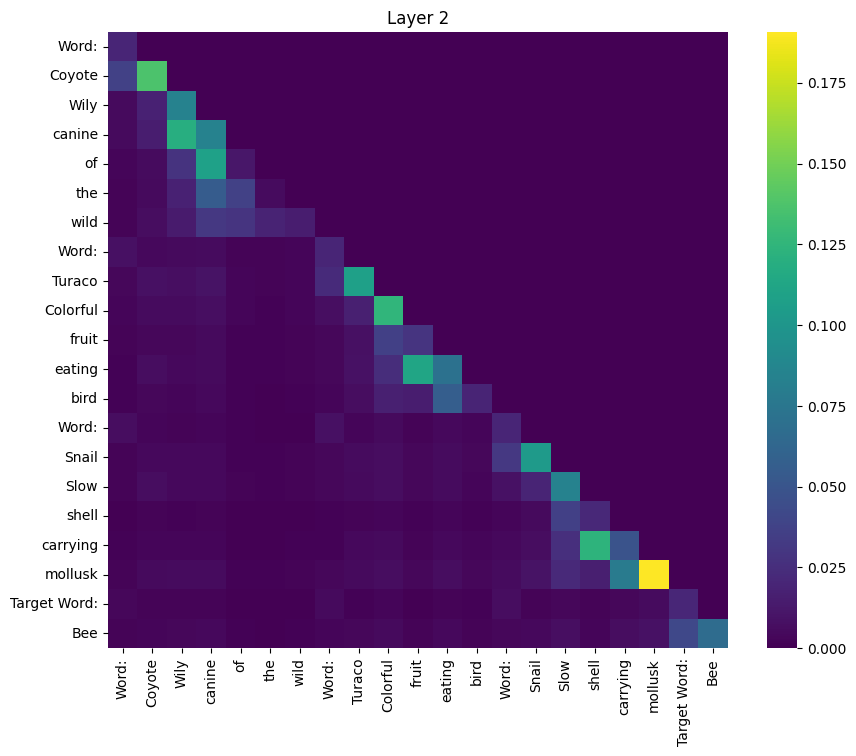 Layer 2
Word:
Coyote
Wily
canine
of
the
wild
Word:
Turaco
Colorful
fruit
eating
bird
Word:
Snail
Slow
shell
carrying
mollusk
Target Word:
Bee
Word:
Coyote
Wily
canine
of
the
wild
Word:
Turaco
Colorful
fruit
eating
bird
Word:
Snail
Slow
shell
carrying
mollusk
Target Word:
Bee
0.175
0.150
0.125
0.100
0.075
0.050
0.025
0.000